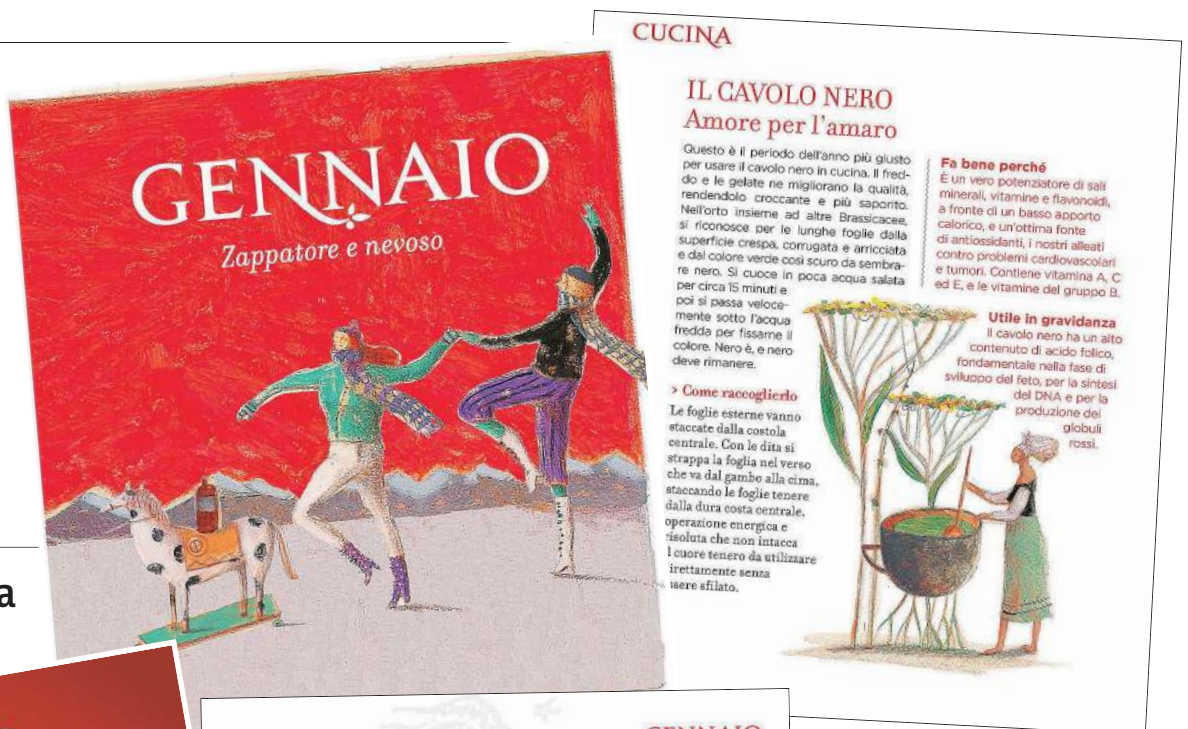 GENNAIO
Zappatore e nevoso
CUCINA
IL CAVOLO NERO
Amore per l'amaro
Questo è il periodo dell'anno più giusto
per usare il cavolo nero in cucina. Il fred-
do e le gelate ne migliorano la qualità,
rendendolo croccante e più saporito.
Nell'orto insieme ad altre Brassicacee,
si riconosce per le lunghe foglie dalla
superficie crespa, corrugata e arricciata
e dal colore verde così scuro da sembra-
re nero. Si cuoce in poca acqua salata
per circa 15 minuti e
poi si passa veloce-
mente sotto l'acqua
fredda per fissarne il
colore. Nero è, e nero
deve rimanere.
> Come raccoglierlo
Le foglie esterne vanno
staccate dalla costola
centrale. Con le dita si
strappa la foglia nel verso
che va dal gambo alla cima,
staccando le foglie tenere
dalla dura costa centrale,
operazione energica e
risoluta che non intacca
l cuore tenero da utilizzare
irettamente senza
ssere sfilato.
Fa bene perché
È un vero potenziatore di sali
minerali, vitamine e flavonoidi,
a fronte di un basso apporto
calorico, e un'ottima fonte
di antiossidanti, i nostri alleati
contro problemi cardiovascolari
e tumori. Contiene vitamina A, C
ed E, e le vitamine del gruppo B.
Utile in gravidanza
Il cavolo nero ha un alto
contenuto di acido folico,
fondamentale nella fase di
sviluppo del feto, per la sintesi
del DNA e per la
produzione dei
globuli
rossi.
a
GENNAIO